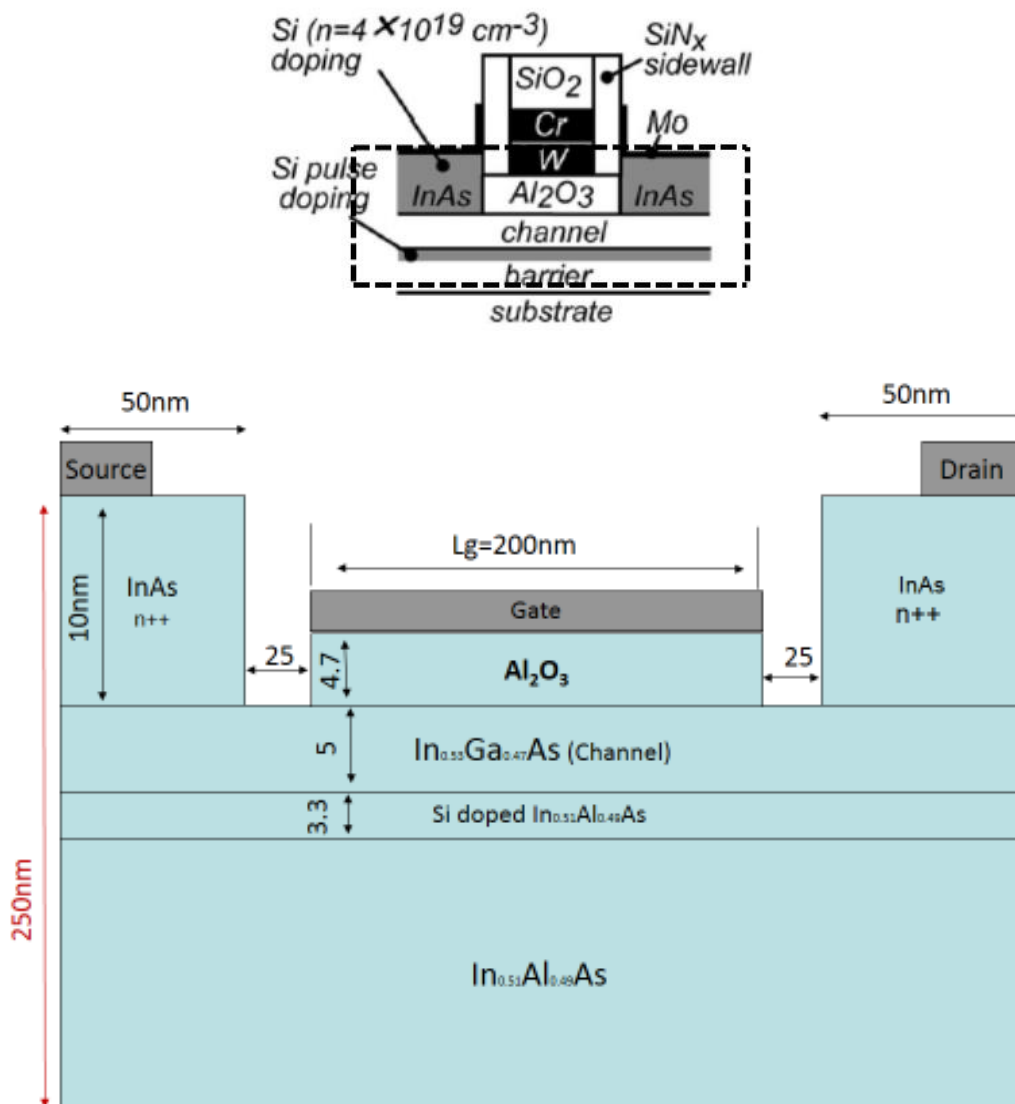 Si (n=4 ×10¹⁹ cm⁻³)
doping
SiNₓ
sidewall
SiO₂
Cr
Mo
W
Si pulse
doping
InAs
Al₂O₃
InAs
channel
barrier
substrate
50nm
50nm
Source
Drain
Lg=200nm
10nm
InAs
n++
InAs
n++
Gate
25
4.7
Al₂O₃
25
5
In₀.₅₃Ga₀.₄₇As (Channel)
3.3
Si doped In₀.₅₁Al₀.₄₉As
250nm
In₀.₅₁Al₀.₄₉As